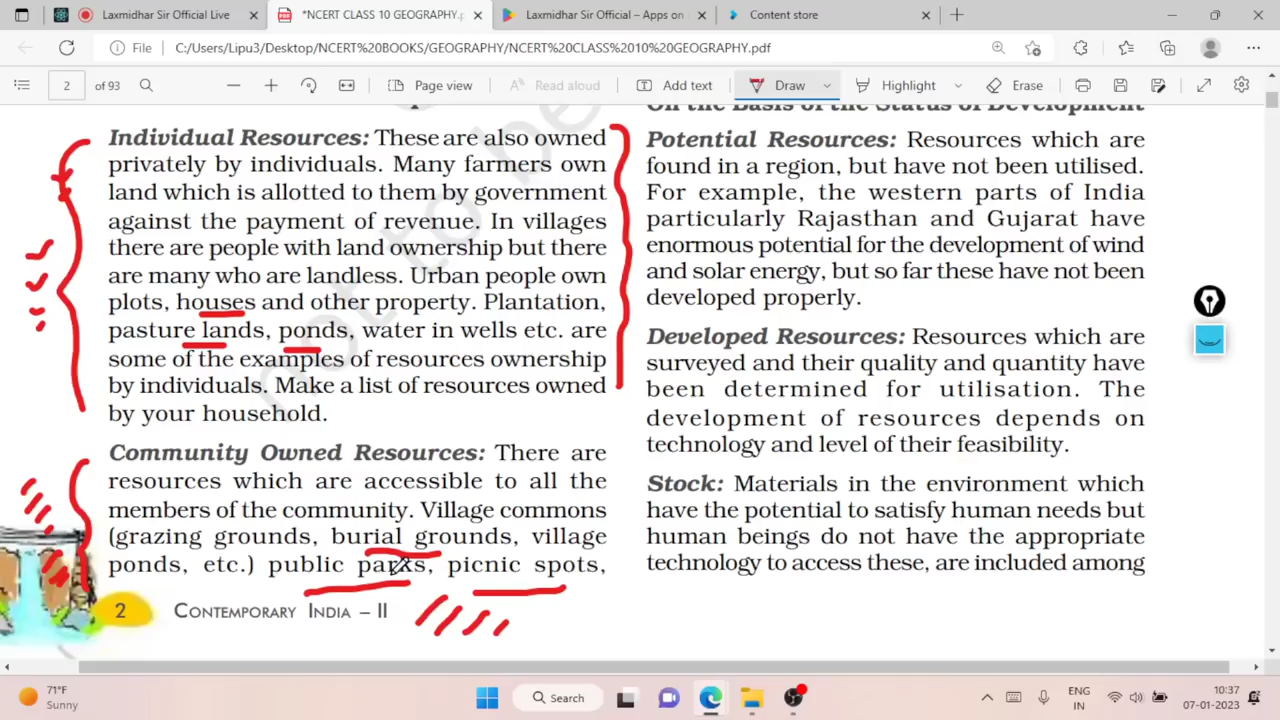 Laxmidhar Sir Official Live
*NCERT CLASS 10 GEOGRAPHY.p
Laxmidhar Sir Official – Apps on
Content store
File
C:/Users/Lipu3/Desktop/NCERT%20BOOKS/GEOGRAPHY/NCERT%20CLASS%2010%20GEOGRAPHY.pdf
2 of 93
Page view
Read aloud
Add text
Draw
Highlight
Erase
Individual Resources: These are also owned
privately by individuals. Many farmers own
land which is allotted to them by government
against the payment of revenue. In villages
there are people with land ownership but there
are many who are landless. Urban people own
plots, houses and other property. Plantation,
pasture lands, ponds, water in wells etc. are
some of the examples of resources ownership
by individuals. Make a list of resources owned
by your household.
Community Owned Resources: There are
resources which are accessible to all the
members of the community. Village commons
(grazing grounds, burial grounds, village
ponds, etc.) public parks, picnic spots,
2 CONTEMPORARY INDIA – II
On the Basis of the Status of Development
Potential Resources: Resources which are
found in a region, but have not been utilised.
For example, the western parts of India
particularly Rajasthan and Gujarat have
enormous potential for the development of wind
and solar energy, but so far these have not been
developed properly.
Developed Resources: Resources which are
surveyed and their quality and quantity have
been determined for utilisation. The
development of resources depends on
technology and level of their feasibility.
Stock: Materials in the environment which
have the potential to satisfy human needs but
human beings do not have the appropriate
technology to access these, are included among
not to be
71°F
Sunny
Search
ENG
IN
10:37
07-01-2023